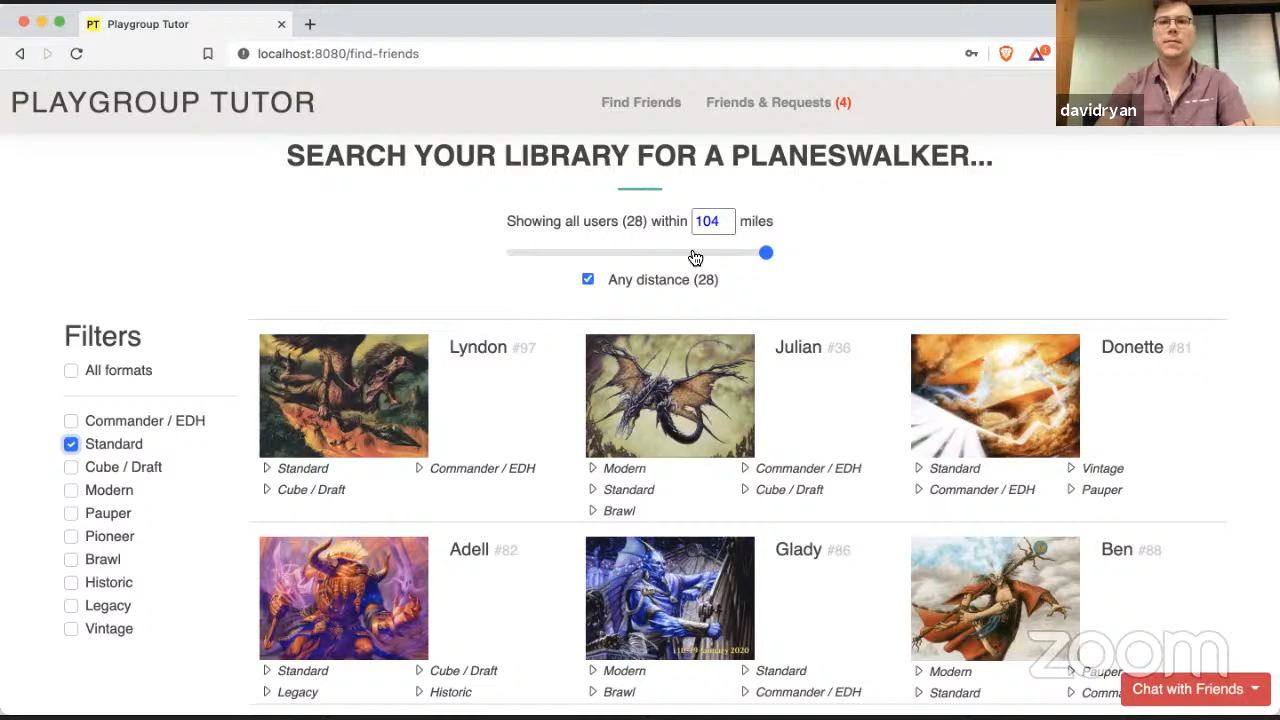 PT Playgroup Tutor
localhost:8080/find-friends
1
PLAYGROUP TUTOR
Find Friends
Friends & Requests (4)
davidryan
SEARCH YOUR LIBRARY FOR A PLANESWALKER...
Showing all users (28) within 104 miles
Any distance (28)
Filters
All formats
Commander / EDH
Standard
Cube / Draft
Modern
Pauper
Pioneer
Brawl
Historic
Legacy
Vintage
Lyndon #97
Standard
Commander / EDH
Cube / Draft
Julian #36
Modern
Commander / EDH
Standard
Cube / Draft
Brawl
Donette #81
Standard
Vintage
Commander / EDH
Pauper
Adell #82
Standard
Cube / Draft
Legacy
Historic
Glady #86
Modern
Standard
Brawl
Commander / EDH
Ben #88
Modern
Pauper
Standard
Comma
zoom
Chat with Friends